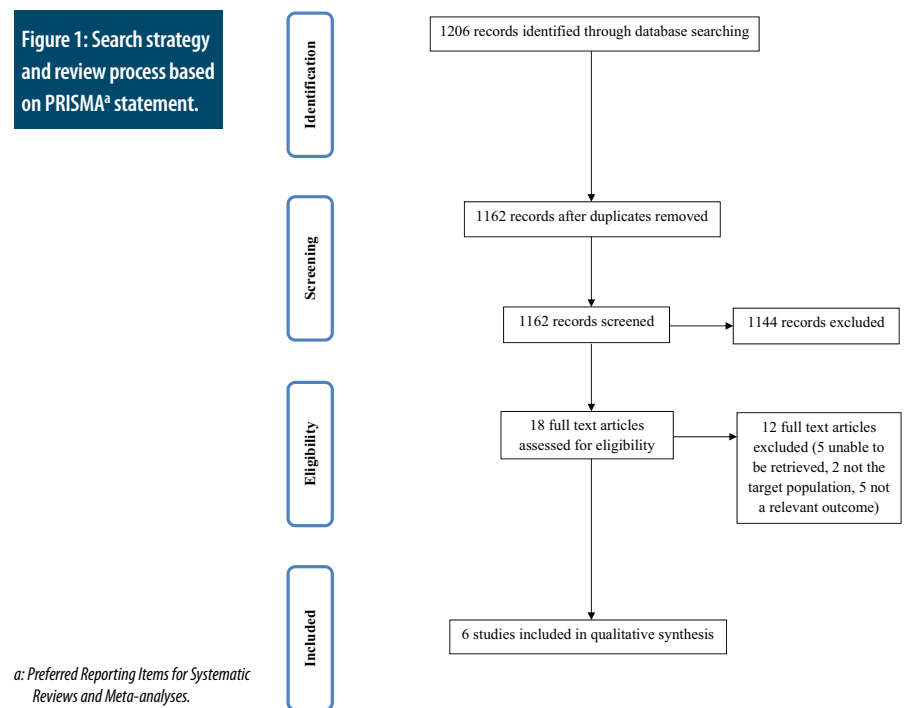 Figure 1: Search strategy
and review process based
on PRISMAa statement.
Identification
1206 records identified through database searching
Screening
1162 records after duplicates removed
1162 records screened
1144 records excluded
Eligibility
18 full text articles
assessed for eligibility
12 full text articles
excluded (5 unable to
be retrieved, 2 not the
target population, 5 not
a relevant outcome)
Included
6 studies included in qualitative synthesis
a: Preferred Reporting Items for Systematic
Reviews and Meta-analyses.